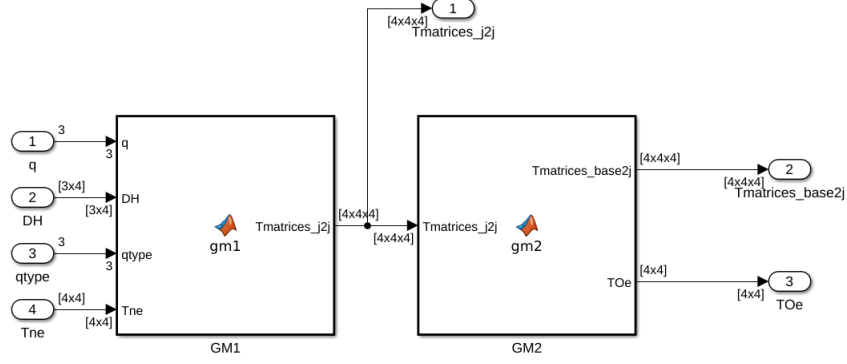 1
[4x4x4]
Tmatrices_j2j
1
3
3
q
q
2
[3x4]
[3x4]
DH
DH
3
3
3
qtype
qtype
4
[4x4]
[4x4]
Tne
Tne
gm1
Tmatrices_j2j
[4x4x4]
[4x4x4]
GM1
Tmatrices_j2j
gm2
Tmatrices_base2j
[4x4x4]
[4x4x4]
2
Tmatrices_base2j
TOe
[4x4]
[4x4]
3
TOe
GM2